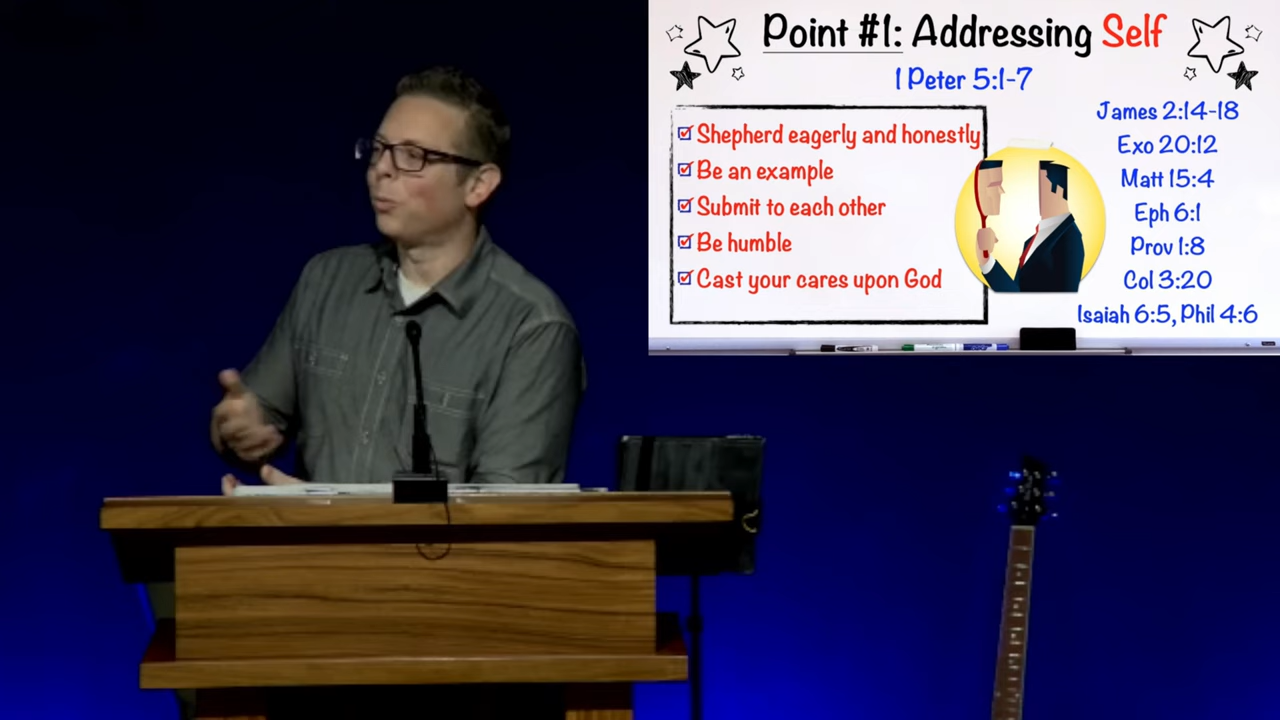 Point #1: Addressing Self
1 Peter 5:1-7
Shepherd eagerly and honestly
Be an example
Submit to each other
Be humble
Cast your cares upon God
James 2:14-18
Exo 20:12
Matt 15:4
Eph 6:1
Prov 1:8
Col 3:20
Isaiah 6:5, Phil 4:6